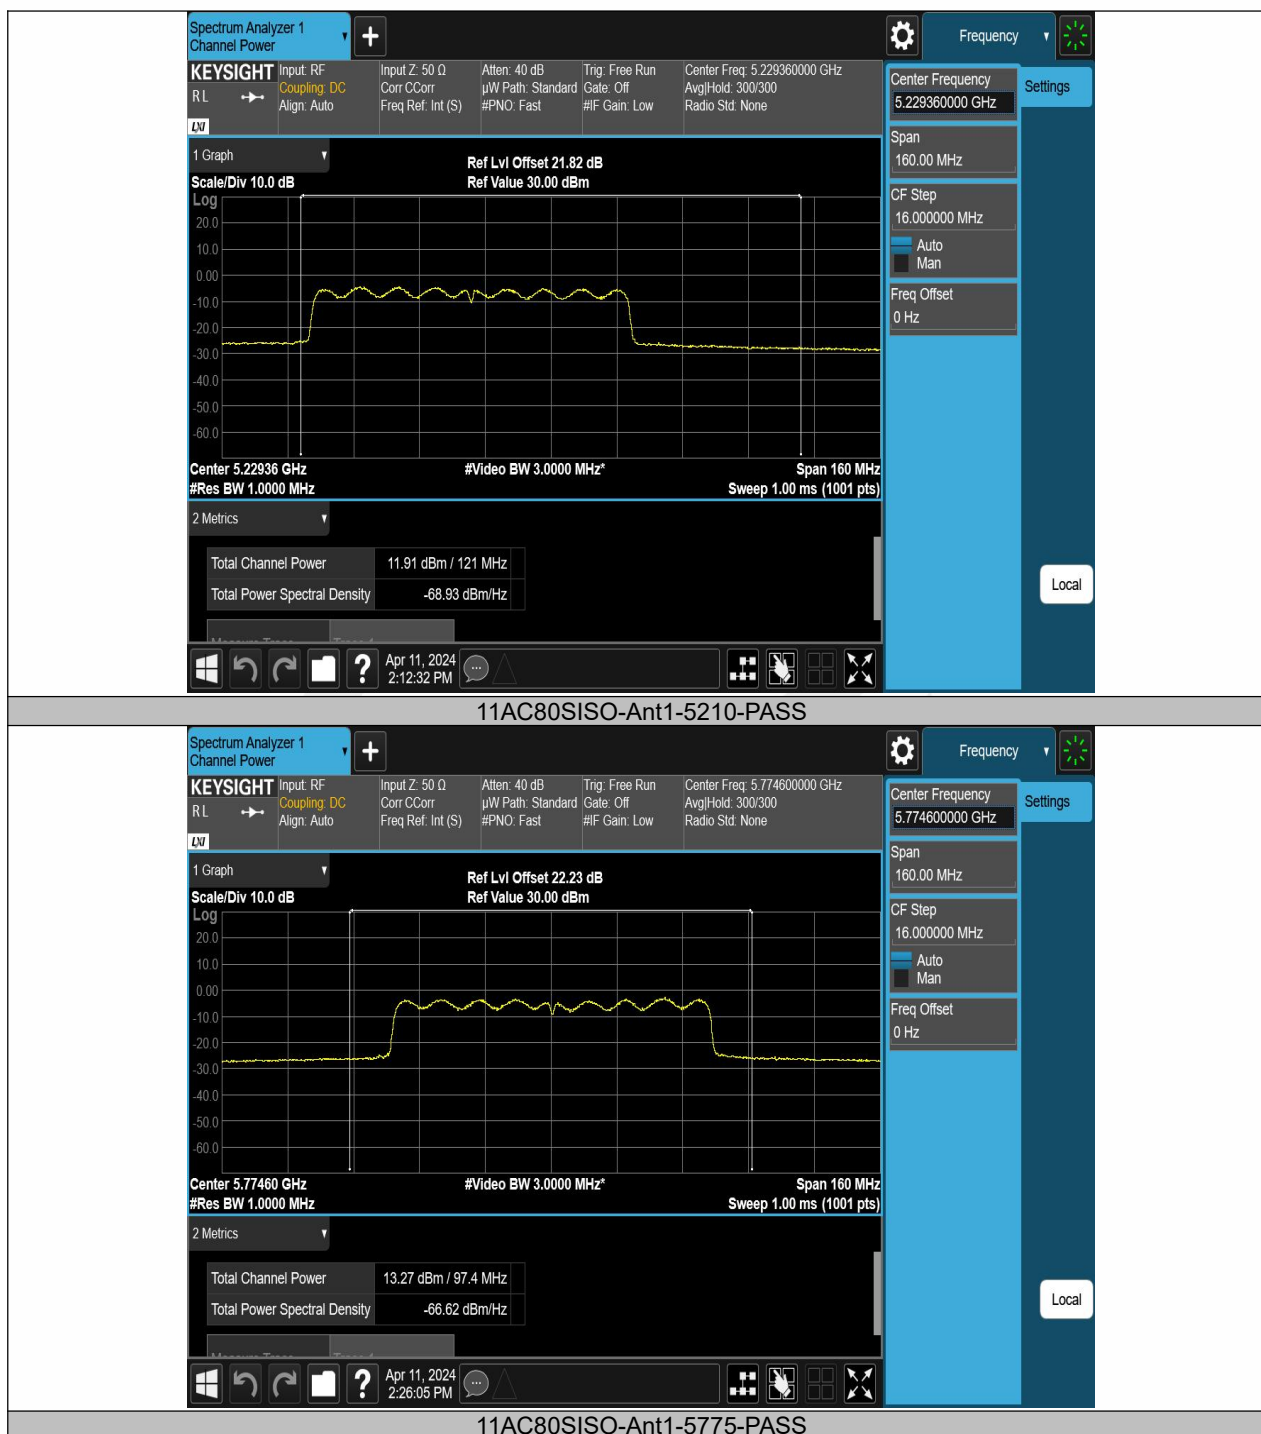 Spectrum Analyzer 1
Channel Power
Frequency
KEYSIGHT
R L
LXI
Input: RF
Coupling: DC
Align: Auto
Input Z: 50 Ω
Corr CCorr
Freq Ref: Int (S)
Atten: 40 dB
µW Path: Standard
#PNO: Fast
Trig: Free Run
Gate: Off
#IF Gain: Low
Center Freq: 5.229360000 GHz
Avg|Hold: 300/300
Radio Std: None
Center Frequency
5.229360000 GHz
Settings
Span
160.00 MHz
CF Step
16.000000 MHz
Auto
Man
Freq Offset
0 Hz
Local
1 Graph
Ref Lvl Offset 21.82 dB
Scale/Div 10.0 dB
Ref Value 30.00 dBm
Log
20.0
10.0
0.00
-10.0
-20.0
-30.0
-40.0
-50.0
-60.0
Center 5.22936 GHz
#Video BW 3.0000 MHz*
Span 160 MHz
#Res BW 1.0000 MHz
Sweep 1.00 ms (1001 pts)
2 Metrics
Total Channel Power 11.91 dBm / 121 MHz
Total Power Spectral Density -68.93 dBm/Hz
?
Apr 11, 2024
2:12:32 PM
11AC80SISO-Ant1-5210-PASS
Spectrum Analyzer 1
Channel Power
Frequency
KEYSIGHT
R L
LXI
Input: RF
Coupling: DC
Align: Auto
Input Z: 50 Ω
Corr CCorr
Freq Ref: Int (S)
Atten: 40 dB
µW Path: Standard
#PNO: Fast
Trig: Free Run
Gate: Off
#IF Gain: Low
Center Freq: 5.774600000 GHz
Avg|Hold: 300/300
Radio Std: None
Center Frequency
5.774600000 GHz
Settings
Span
160.00 MHz
CF Step
16.000000 MHz
Auto
Man
Freq Offset
0 Hz
Local
1 Graph
Ref Lvl Offset 22.23 dB
Scale/Div 10.0 dB
Ref Value 30.00 dBm
Log
20.0
10.0
0.00
-10.0
-20.0
-30.0
-40.0
-50.0
-60.0
Center 5.77460 GHz
#Video BW 3.0000 MHz*
Span 160 MHz
#Res BW 1.0000 MHz
Sweep 1.00 ms (1001 pts)
2 Metrics
Total Channel Power 13.27 dBm / 97.4 MHz
Total Power Spectral Density -66.62 dBm/Hz
?
Apr 11, 2024
2:26:05 PM
11AC80SISO-Ant1-5775-PASS